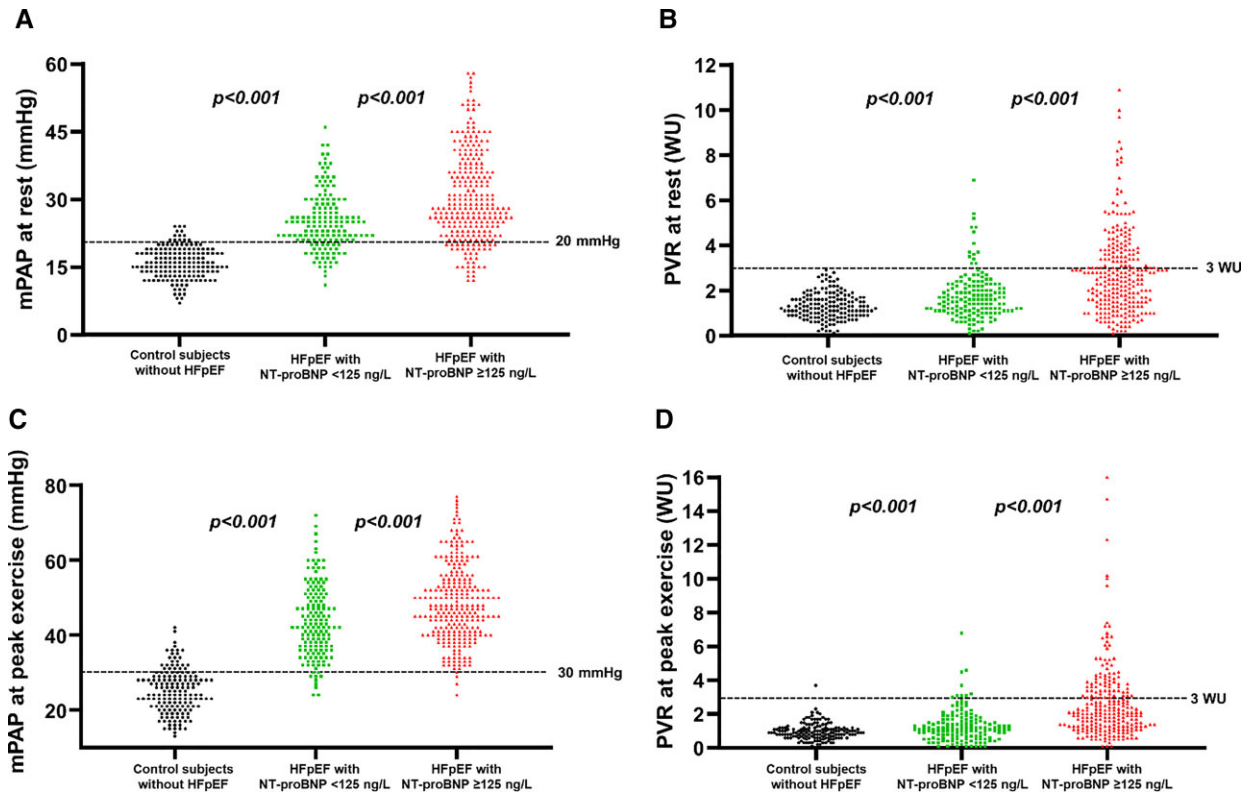 A
mPAP at rest (mmHg)
60
45
30
15
0
p<0.001
p<0.001
20 mmHg
Control subjects
without HFpEF
HFpEF with
NT-proBNP <125 ng/L
HFpEF with
NT-proBNP ≥125 ng/L
B
PVR at rest (WU)
12
10
8
6
4
2
0
p<0.001
p<0.001
3 WU
Control subjects
without HFpEF
HFpEF with
NT-proBNP <125 ng/L
HFpEF with
NT-proBNP ≥125 ng/L
C
mPAP at peak exercise (mmHg)
80
60
40
20
p<0.001
p<0.001
30 mmHg
Control subjects
without HFpEF
HFpEF with
NT-proBNP <125 ng/L
HFpEF with
NT-proBNP ≥125 ng/L
D
PVR at peak exercise (WU)
16
14
12
10
8
6
4
2
0
p<0.001
p<0.001
3 WU
Control subjects
without HFpEF
HFpEF with
NT-proBNP <125 ng/L
HFpEF with
NT-proBNP ≥125 ng/L